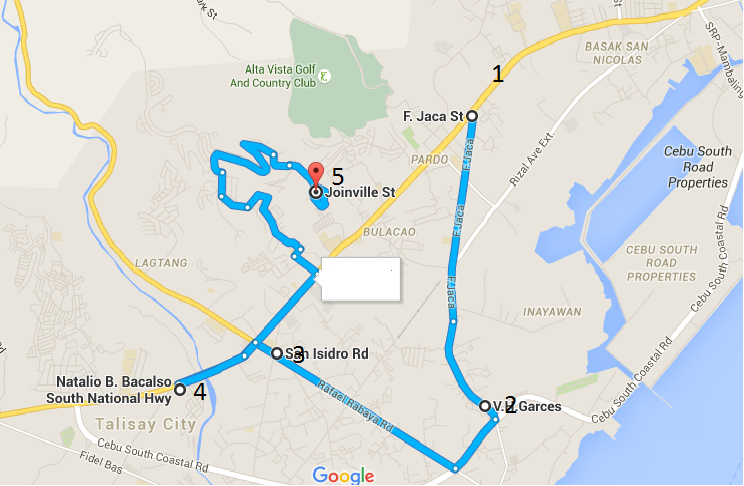 rk St
1
BASAK SAN
NICOLAS
SRP-Mambaling
Alta Vista Golf
And Country Club
F. Jaca St
Cebu South
Road
Properties
PARDO
F.Jaca
Rizal Ave Ext.
5
Joinville St
BULACAO
F.Jaca
LAGTANG
CEBU SOUTH
ROAD
PROPERTIES
Cebu South Coastal Rd
F.Jaca
INAYAWAN
San Isidro Rd
3
Natalio B. Bacalso
South National Hwy
4
Rafael Rabaya Rd
V.H Garces
2
Cebu South Coastal Rd
Talisay City
Cebu South Coastal Rd
Fidel Bas
Google